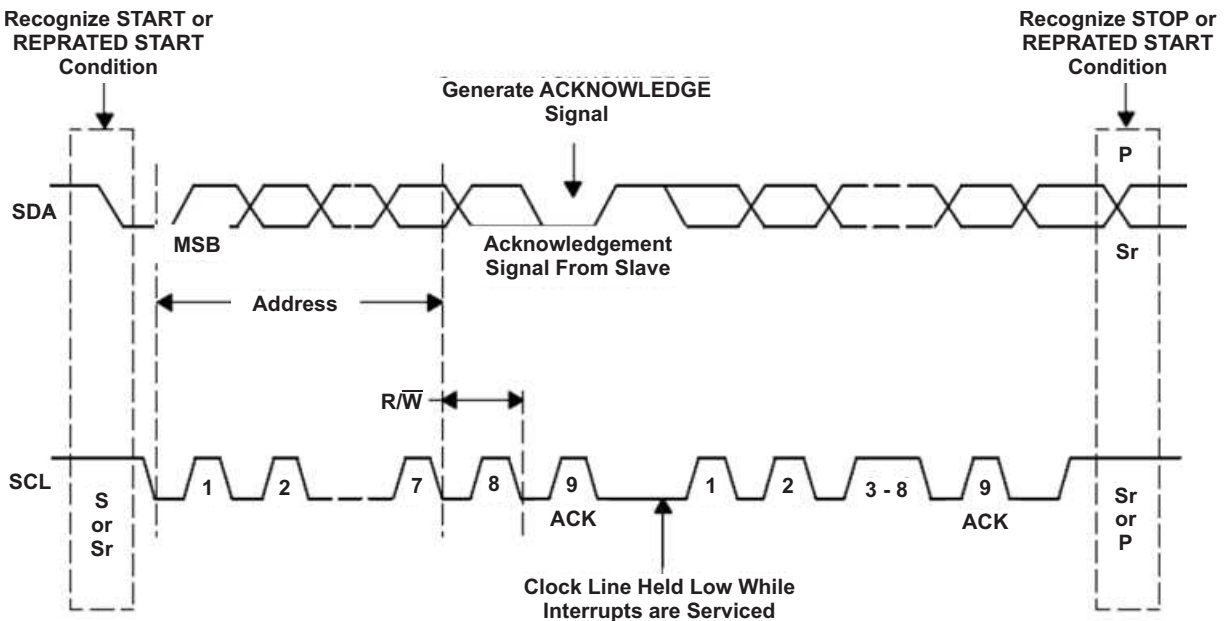 Recognize START or
REPRATED START
Condition
Recognize STOP or
REPRATED START
Condition
Generate ACKNOWLEDGE
Signal
P
SDA
MSB
Acknowledgement
Signal From Slave
Sr
Address
R/W̅
SCL
1
2
7
8
9
1
2
3 - 8
9
ACK
ACK
S
or
Sr
Sr
or
P
Clock Line Held Low While
Interrupts are Serviced